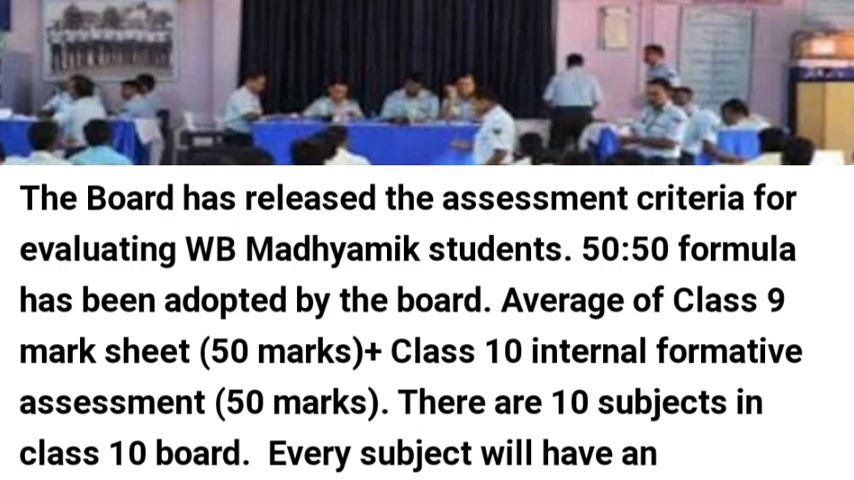 The Board has released the assessment criteria for
evaluating WB Madhyamik students. 50:50 formula
has been adopted by the board. Average of Class 9
mark sheet (50 marks)+ Class 10 internal formative
assessment (50 marks). There are 10 subjects in
class 10 board.  Every subject will have an